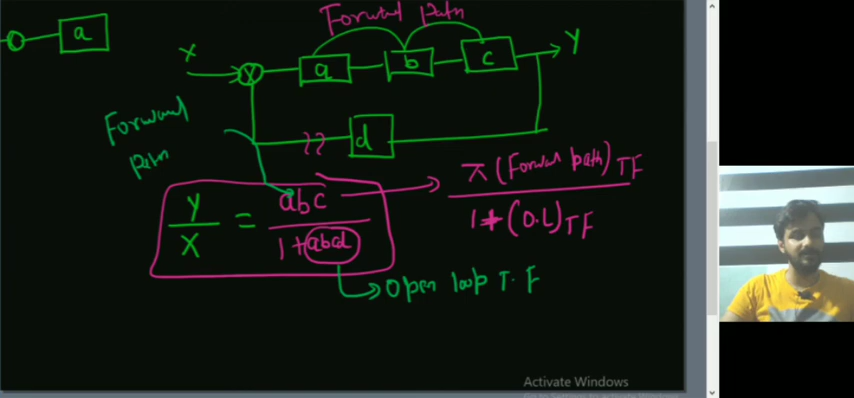 Forward Path
a
X
a
b
c
Y
Forward
path
d
Y/X = abc/1+abcd
π (Forward path) TF / 1+ (O.L) TF
Open loop T.F
Activate Windows